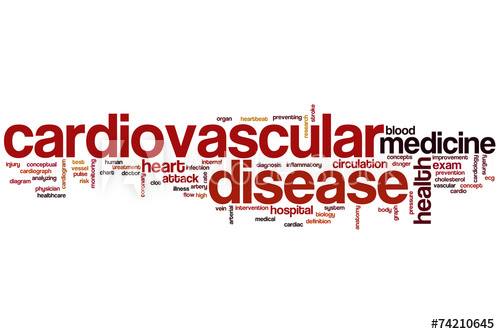 organ heartbeat preventing research stroke
cardiovascular blood medicine
injury conceptual cardiogram tests monitoring human heart infection internal diagnosis inflammatory circulation concepts health improvement cardiology surgery
cardiograph vessel chart treatment rate danger exam
analyzing pulse doctor coronary attack disease prevention ecg
diagram risk clot artery cholesterol
physician illness vascular concept
healthcare flow high body pressure cardio
vein arterial intervention hospital system anatomy graph
biology
medical definition
cardiac
#74210645